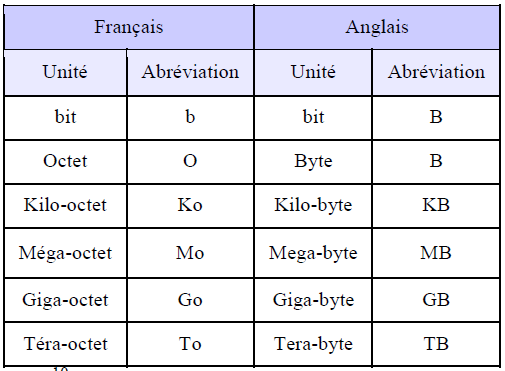 Français Anglais
Unité Abréviation Unité Abréviation
bit b bit B
Octet O Byte B
Kilo-octet Ko Kilo-byte KB
Méga-octet Mo Mega-byte MB
Giga-octet Go Giga-byte GB
Téra-octet To Tera-byte TB